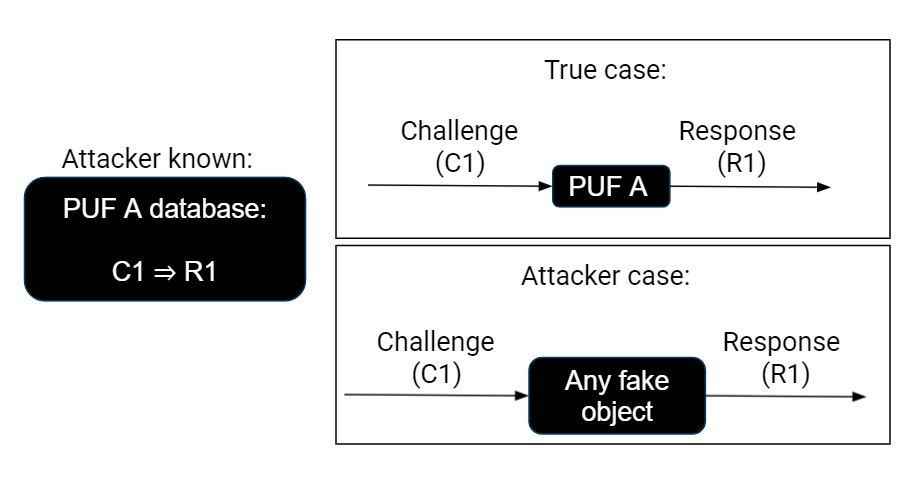 Attacker known:
PUF A database:
C1 ⇒ R1
True case:
Challenge
(C1)
PUF A
Response
(R1)
Attacker case:
Challenge
(C1)
Any fake
object
Response
(R1)